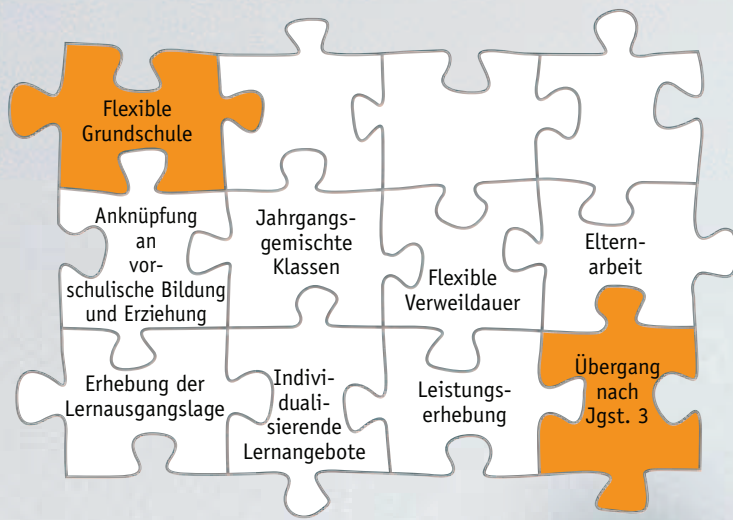 Flexible
Grundschule
Anknüpfung
an
vor-
schulische Bildung
und Erziehung
Jahrgangs-
gemischte
Klassen
Flexible
Verweildauer
Eltern-
arbeit
Erhebung der
Lernausgangslage
Indivi-
duali-
sierende
Lernangebote
Leistungs-
erhebung
Übergang
nach
Jgst. 3